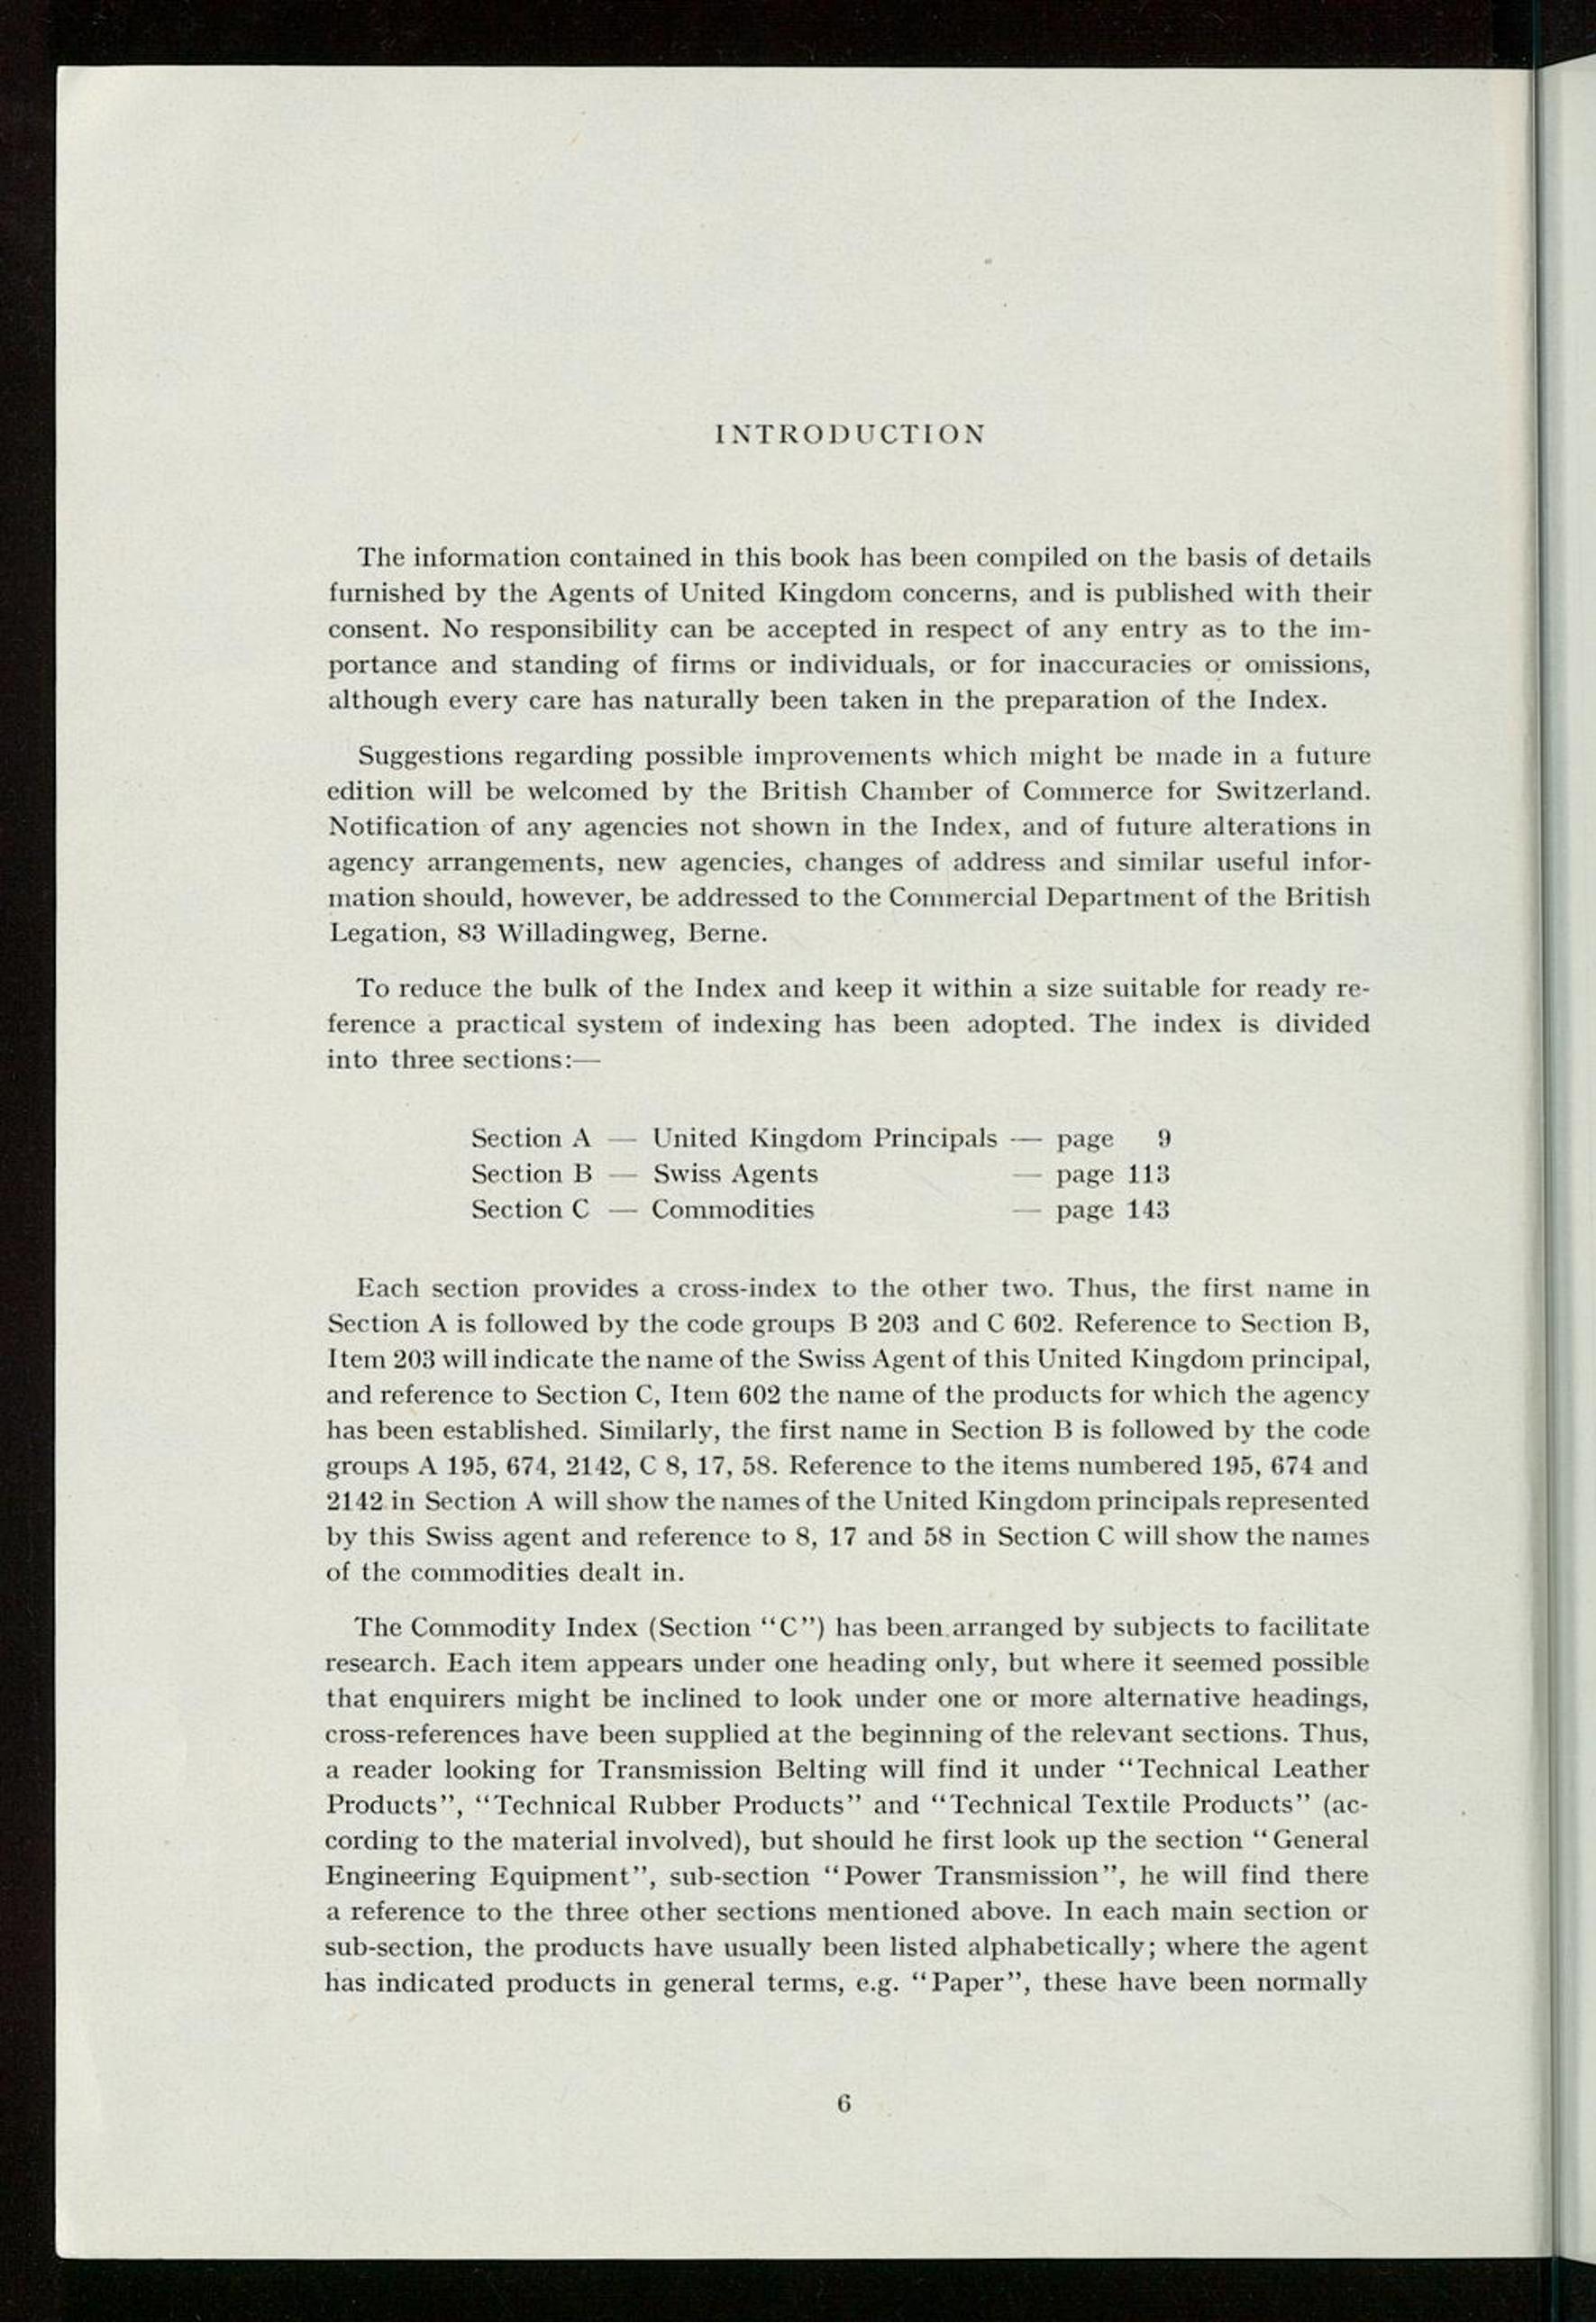 INTRODUCTION
The information contained in this book has been compiled on the basis of details
furnished by the Agents of United Kingdom concerns, and is published with their
consent. No responsibility can be accepted in respect of any entry as to the im-
portance and standing of firms or individuals, or for inaccuracies or omissions,
although every care has naturally been taken in the preparation of the Index.
Suggestions regarding possible improvements which might be made in a future
edition will be welcomed by the British Chamber of Commerce for Switzerland.
Notification of any agencies not shown in the Index, and of future alterations in
agency arrangements, new agencies, changes of address and similar useful infor-
mation should, however, be addressed to the Commercial Department of the British
Legation, 83 Willadingweg, Berne.
To reduce the bulk of the Index and keep it within a size suitable for ready re-
ference a practical system of indexing has been adopted. The index is divided
into three sections:—
Section A — United Kingdom Principals — page 9
Section B — Swiss Agents — page 113
Section C — Commodities — page 143
Each section provides a cross-index to the other two. Thus, the first name in
Section A is followed by the code groups B 203 and C 602. Reference to Section B,
Item 203 will indicate the name of the Swiss Agent of this United Kingdom principal,
and reference to Section C, Item 602 the name of the products for which the agency
has been established. Similarly, the first name in Section B is followed by the code
groups A 195, 674, 2142, C 8, 17, 58. Reference to the items numbered 195, 674 and
2142 in Section A will show the names of the United Kingdom principals represented
by this Swiss agent and reference to 8, 17 and 58 in Section C will show the names
of the commodities dealt in.
The Commodity Index (Section “C”) has been arranged by subjects to facilitate
research. Each item appears under one heading only, but where it seemed possible
that enquirers might be inclined to look under one or more alternative headings,
cross-references have been supplied at the beginning of the relevant sections. Thus,
a reader looking for Transmission Belting will find it under “Technical Leather
Products”, “Technical Rubber Products” and “Technical Textile Products” (ac-
cording to the material involved), but should he first look up the section “General
Engineering Equipment”, sub-section “Power Transmission”, he will find there
a reference to the three other sections mentioned above. In each main section or
sub-section, the products have usually been listed alphabetically; where the agent
has indicated products in general terms, e.g. “Paper”, these have been normally
6